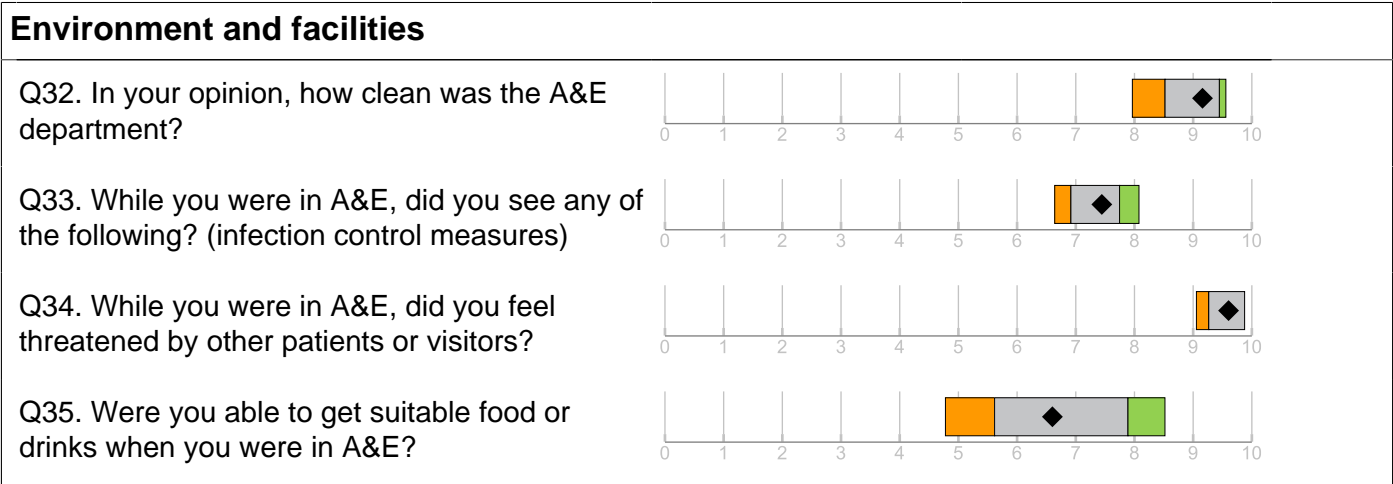 Environment and facilities
Q32. In your opinion, how clean was the A&E
department?
0 1 2 3 4 5 6 7 8 9 10
Q33. While you were in A&E, did you see any of
the following? (infection control measures)
0 1 2 3 4 5 6 7 8 9 10
Q34. While you were in A&E, did you feel
threatened by other patients or visitors?
0 1 2 3 4 5 6 7 8 9 10
Q35. Were you able to get suitable food or
drinks when you were in A&E?
0 1 2 3 4 5 6 7 8 9 10